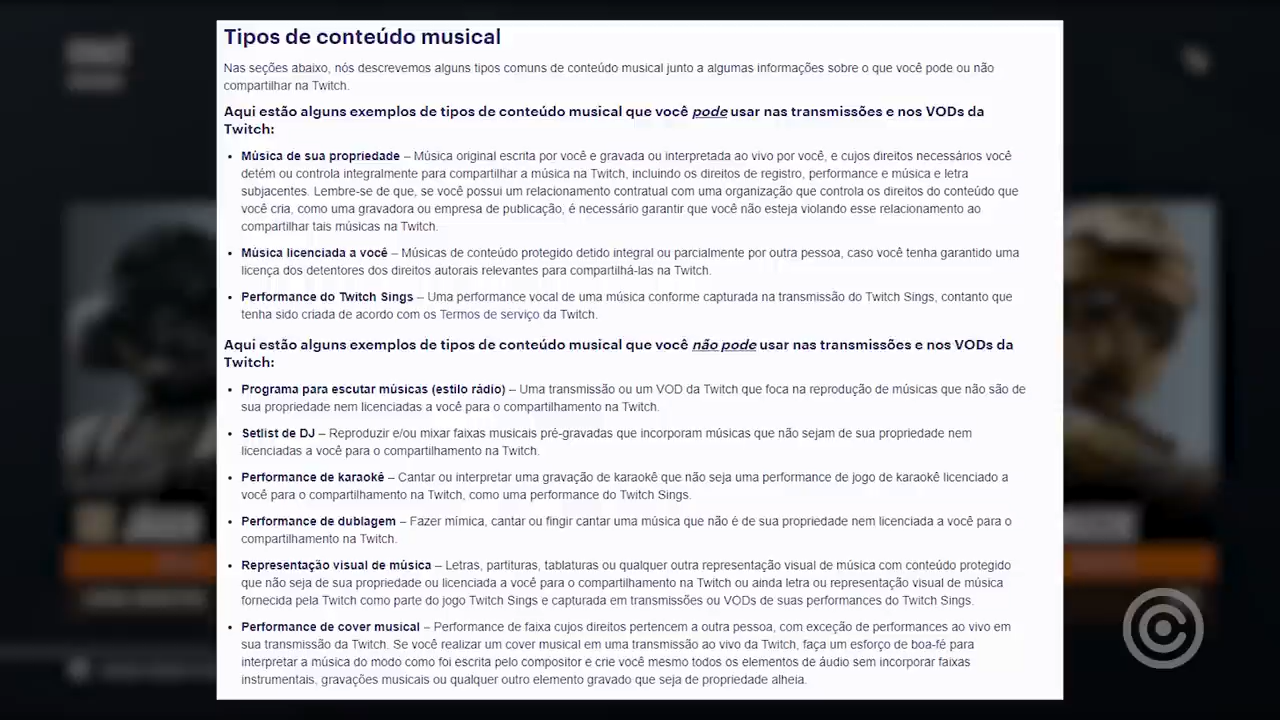 Tipos de conteúdo musical
Nas seções abaixo, nós descrevemos alguns tipos comuns de conteúdo musical junto a algumas informações sobre o que você pode ou não
compartilhar na Twitch.
Aqui estão alguns exemplos de tipos de conteúdo musical que você pode usar nas transmissões e nos VODs da
Twitch:
• Música de sua propriedade – Música original escrita por você e gravada ou interpretada ao vivo por você, e cujos direitos necessários você
detém ou controla integralmente para compartilhar a música na Twitch, incluindo os direitos de registro, performance e música e letra
subjacentes. Lembre-se de que, se você possui um relacionamento contratual com uma organização que controla os direitos do conteúdo que
você cria, como uma gravadora ou empresa de publicação, é necessário garantir que você não esteja violando esse relacionamento ao
compartilhar tais músicas na Twitch.
• Música licenciada a você – Músicas de conteúdo protegido detido integral ou parcialmente por outra pessoa, caso você tenha garantido uma
licença dos detentores dos direitos autorais relevantes para compartilhá-las na Twitch.
• Performance do Twitch Sings – Uma performance vocal de uma música conforme capturada na transmissão do Twitch Sings, contanto que
tenha sido criada de acordo com os Termos de serviço da Twitch.
Aqui estão alguns exemplos de tipos de conteúdo musical que você não pode usar nas transmissões e nos VODs da
Twitch:
• Programa para escutar músicas (estilo rádio) – Uma transmissão ou um VOD da Twitch que foca na reprodução de músicas que não são de
sua propriedade nem licenciadas a você para o compartilhamento na Twitch.
• Setlist de DJ – Reproduzir e/ou mixar faixas musicais pré-gravadas que incorporam músicas que não sejam de sua propriedade nem
licenciadas a você para o compartilhamento na Twitch.
• Performance de karaokê – Cantar ou interpretar uma gravação de karaokê que não seja uma performance de jogo de karaokê licenciado a
você para o compartilhamento na Twitch, como uma performance do Twitch Sings.
• Performance de dublagem – Fazer mímica, cantar ou fingir cantar uma música que não é de sua propriedade nem licenciada a você para o
compartilhamento na Twitch.
• Representação visual de música – Letras, partituras, tablaturas ou qualquer outra representação visual de música com conteúdo protegido
que não seja de sua propriedade ou licenciada a você para o compartilhamento na Twitch ou ainda letra ou representação visual de música
fornecida pela Twitch como parte do jogo Twitch Sings e capturada em transmissões ou VODs de suas performances do Twitch Sings.
• Performance de cover musical – Performance de faixa cujos direitos pertencem a outra pessoa, com exceção de performances ao vivo em
sua transmissão da Twitch. Se você realizar um cover musical em uma transmissão ao vivo da Twitch, faça um esforço de boa-fé para
interpretar a música do modo como foi escrita pelo compositor e crie você mesmo todos os elementos de áudio sem incorporar faixas
instrumentais, gravações musicais ou qualquer outro elemento gravado que seja de propriedade alheia.